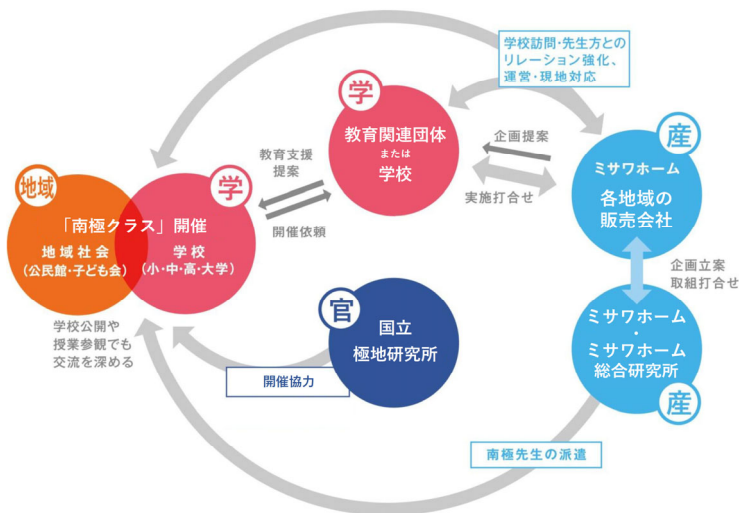 学校訪問・先生方との
リレーション強化、
運営・現地対応
学
教育関連団体
または
学校
企画提案
実施打合せ
産
ミサワホーム
各地域の
販売会社
教育支援
提案
開催依頼
地域
学
「南極クラス」開催
地域社会
(公民館・子ども会)
学校
(小・中・高・大学)
学校公開や
授業参観でも
交流を深める
官
国立
極地研究所
開催協力
企画立案
取組打合せ
ミサワホーム
・
ミサワホーム
総合研究所
産
南極先生の派遣